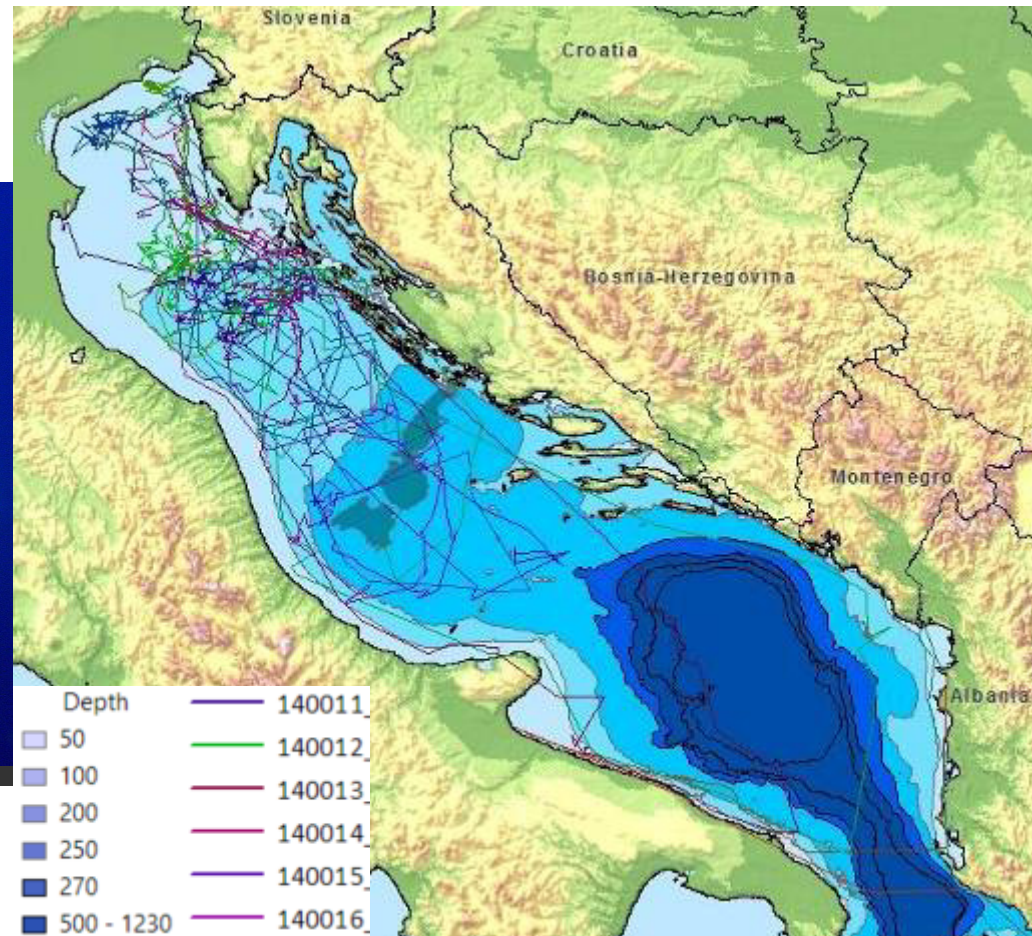 Slovenia
Croatia
Bosnia-Herzegovina
Montenegro
Albania
Depth
50
100
200
250
270
500 - 1230
140011_
140012_
140013_
140014_
140015_
140016_